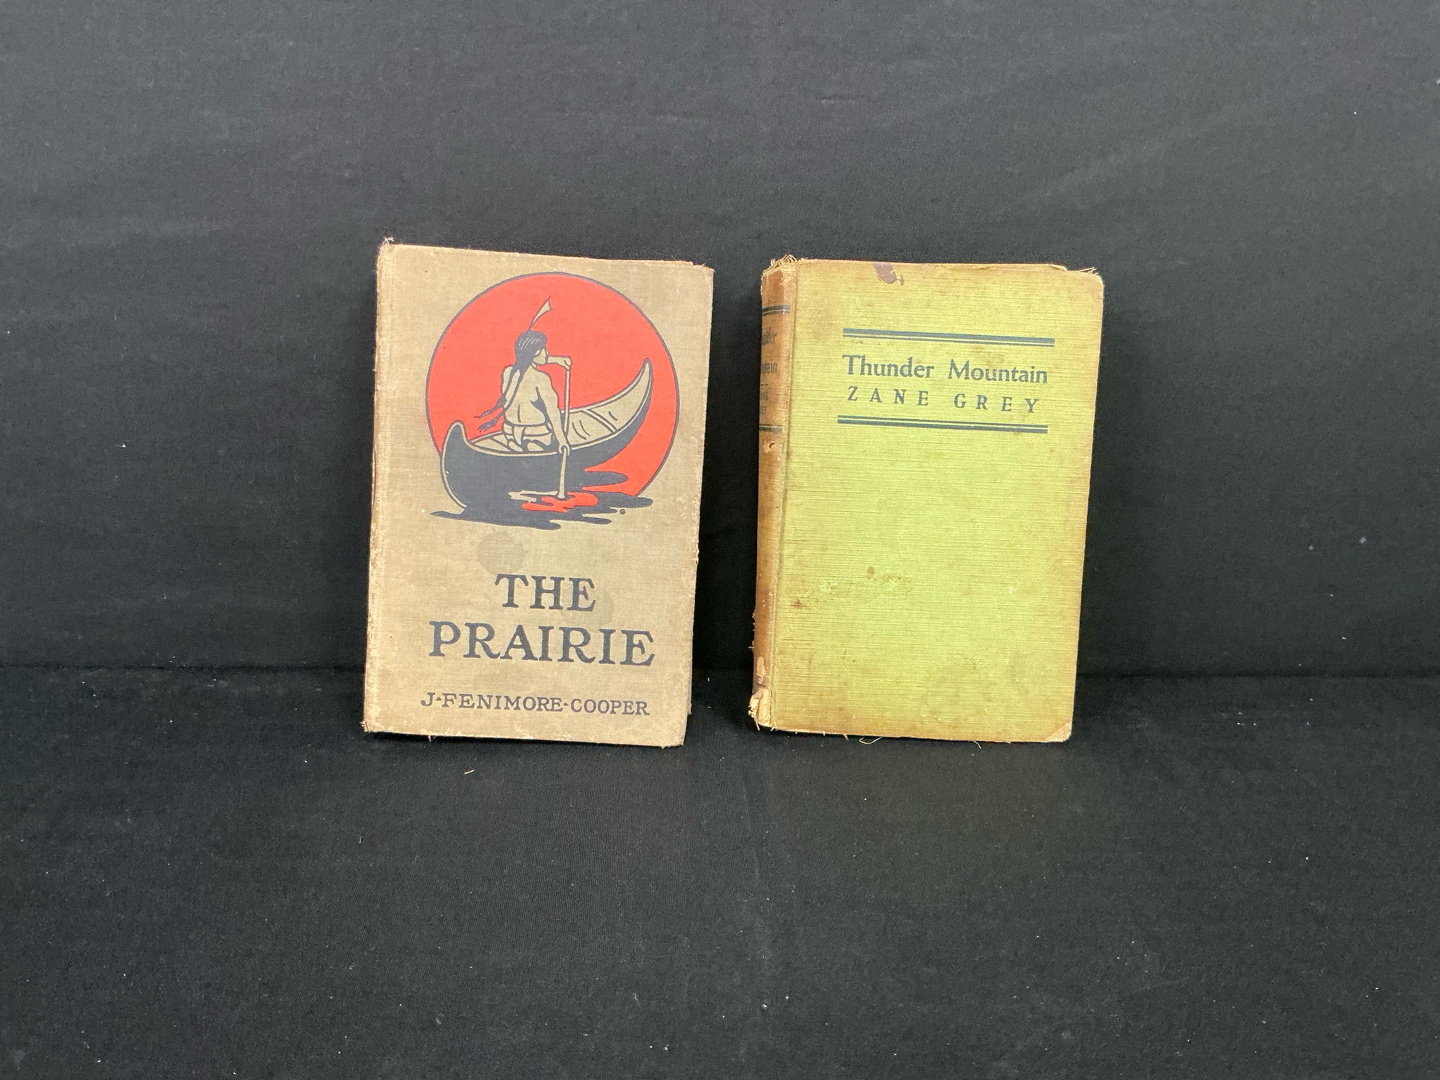 THE
PRAIRIE
J-FENIMORE-COOPER
Thunder Mountain
ZANE GREY